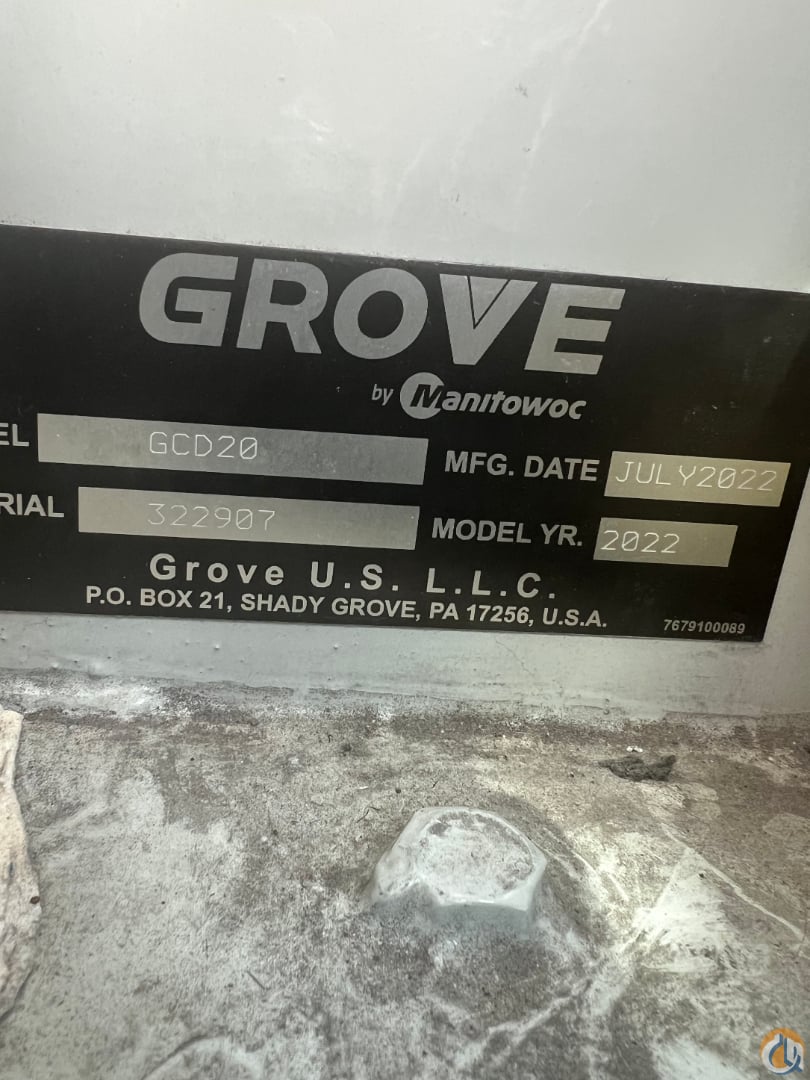 GROVE
by Manitowoc
EL GCD20 MFG. DATE JULY2022
RIAL 322907 MODEL YR. 2022
Grove U.S. L.L.C.
P.O. BOX 21, SHADY GROVE, PA 17256, U.S.A.
7679100089